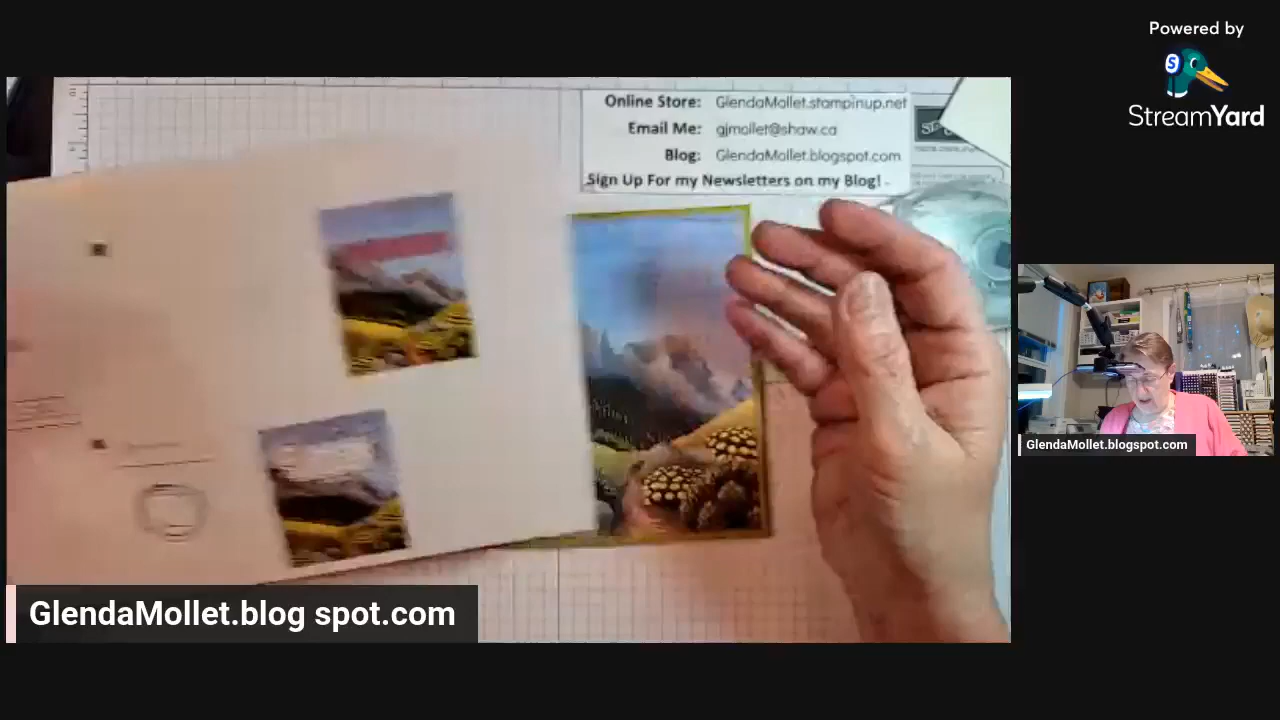 Powered by
StreamYard
Online Store: GlendaMollet.stampinup.net
Email Me: gjmollet@shaw.ca
Blog: GlendaMollet.blogspot.com
Sign Up For my Newsletters on my Blog!
GlendaMollet.blogspot.com
GlendaMollet.blog spot.com